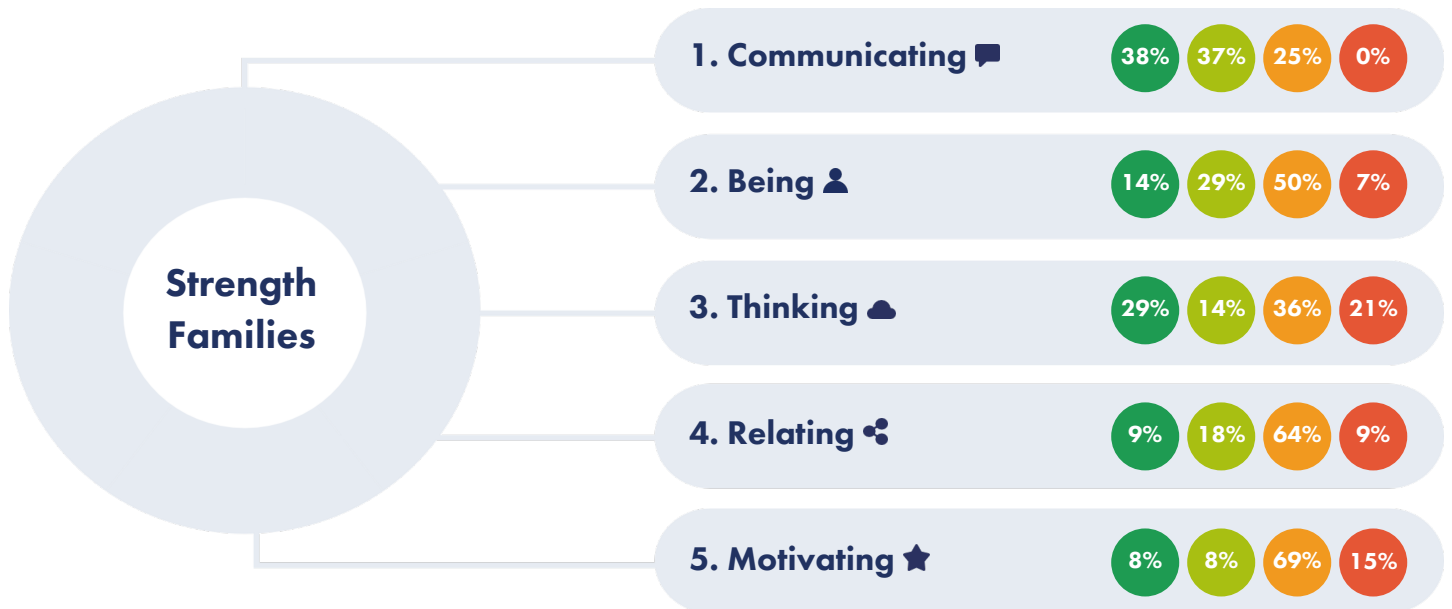 Strength
Families
1. Communicating 38% 37% 25% 0%
2. Being 14% 29% 50% 7%
3. Thinking 29% 14% 36% 21%
4. Relating 9% 18% 64% 9%
5. Motivating 8% 8% 69% 15%